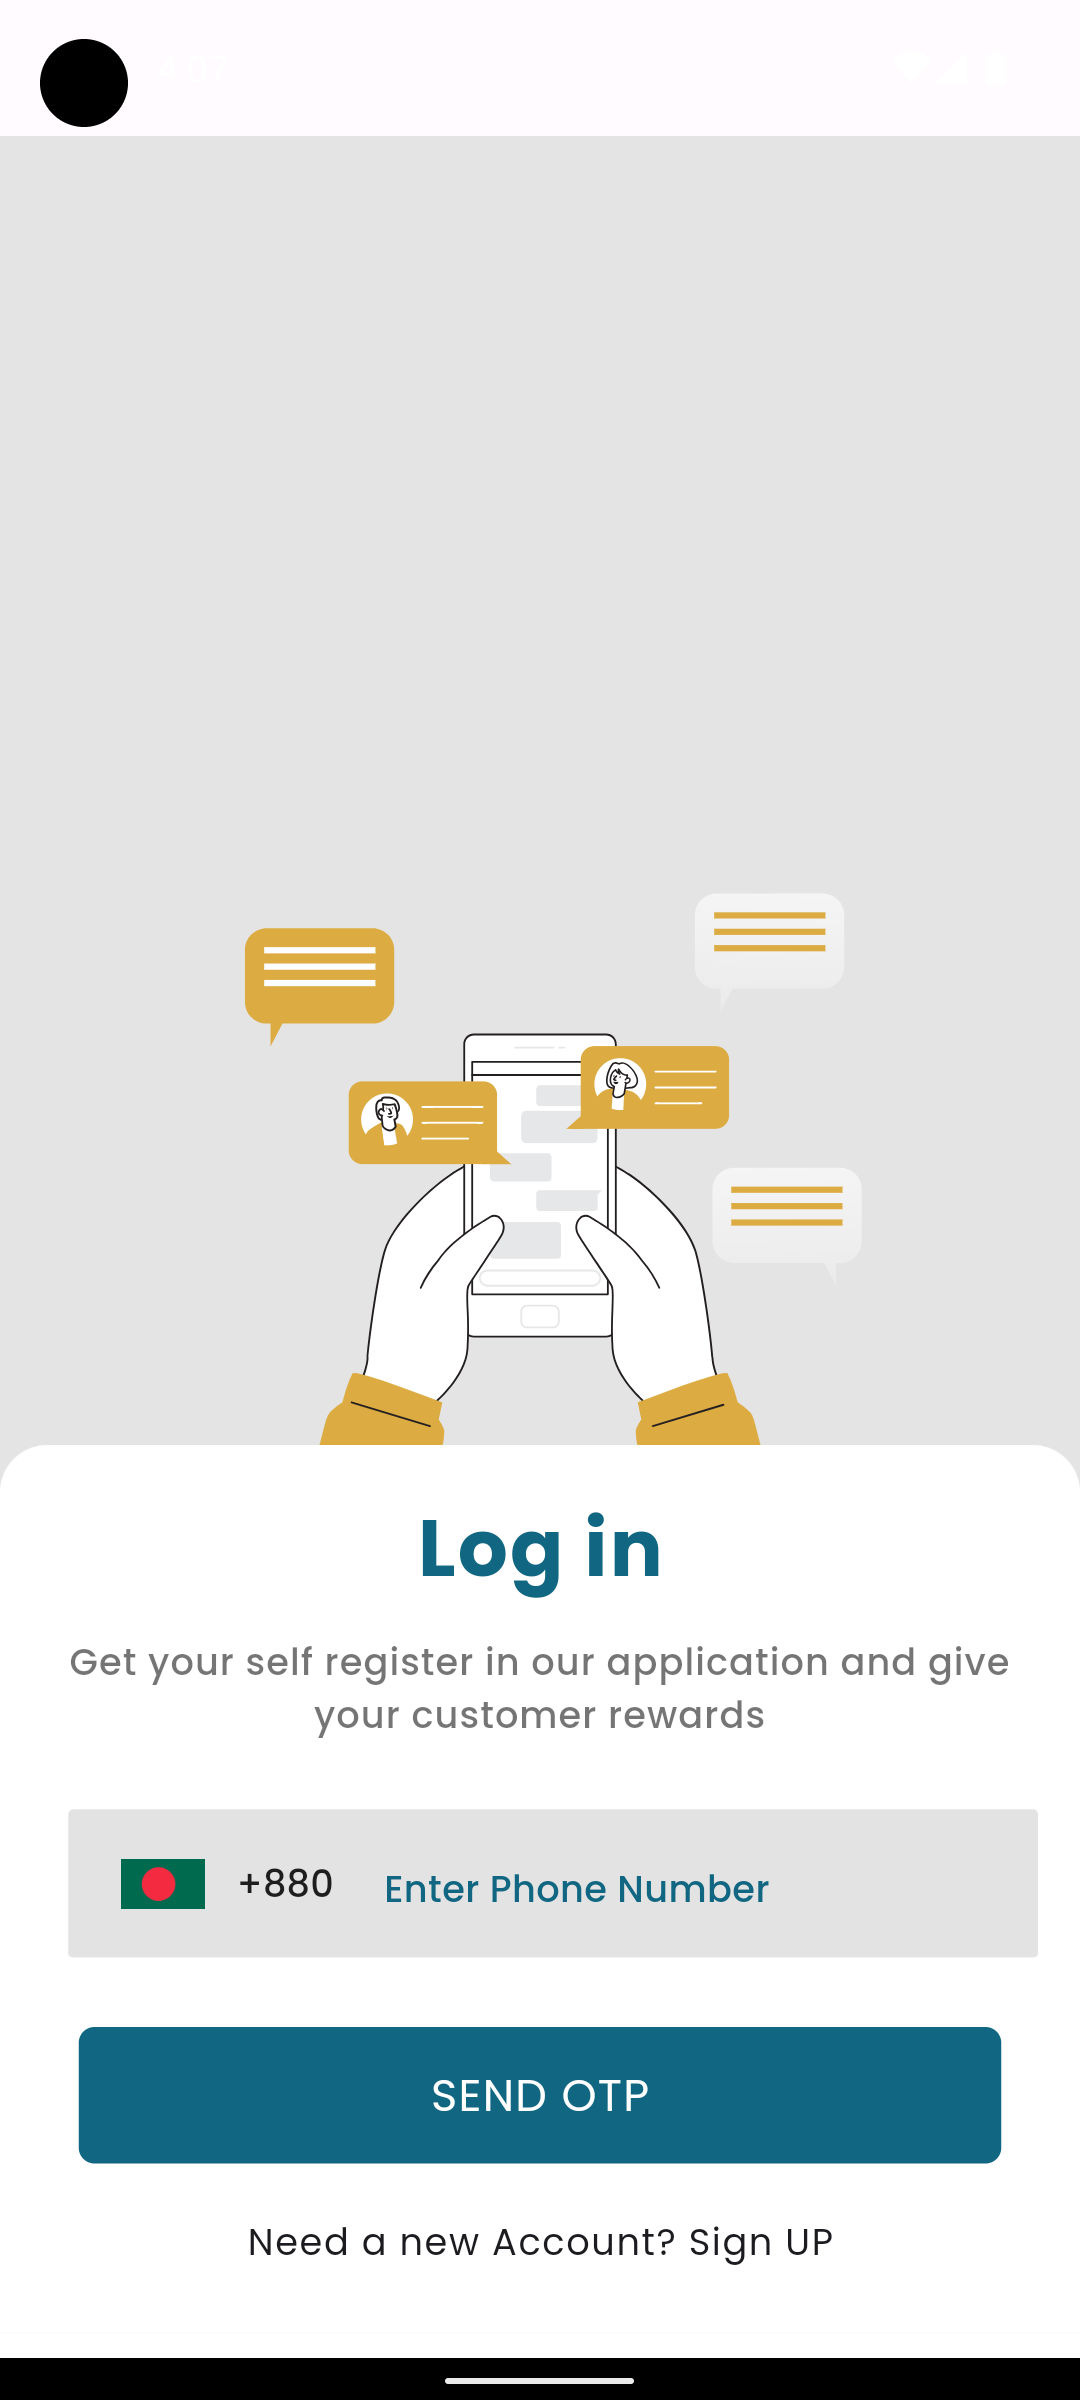 Log in
Get your self register in our application and give
your customer rewards
+880 Enter Phone Number
SEND OTP
Need a new Account? Sign UP